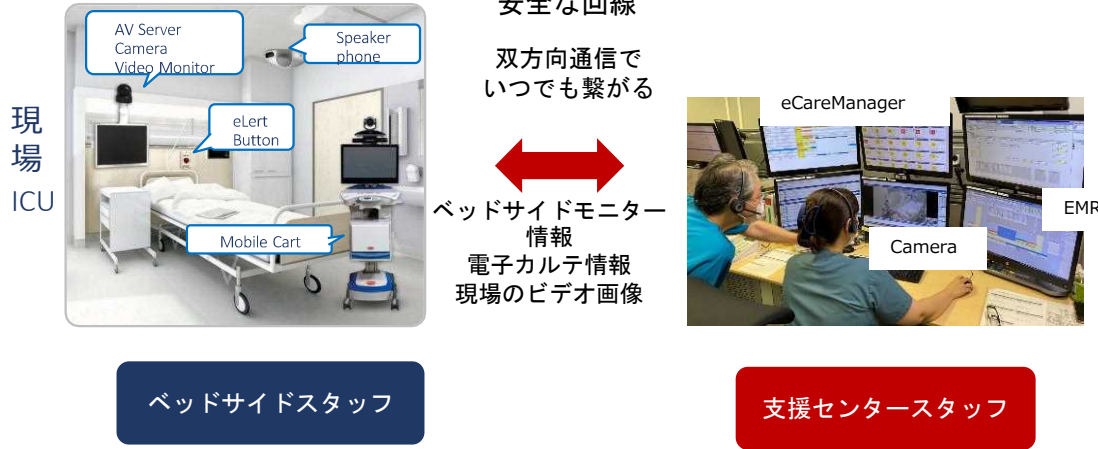 安全な回線
双方向通信で
いつでも繋がる
現
場
ICU
AV Server
Camera
Video Monitor
Speaker
phone
eLert
Button
Mobile Cart
ベッドサイドモニター
情報
電子カルテ情報
現場のビデオ画像
eCareManager
EMR
Camera
ベッドサイドスタッフ
支援センタースタッフ